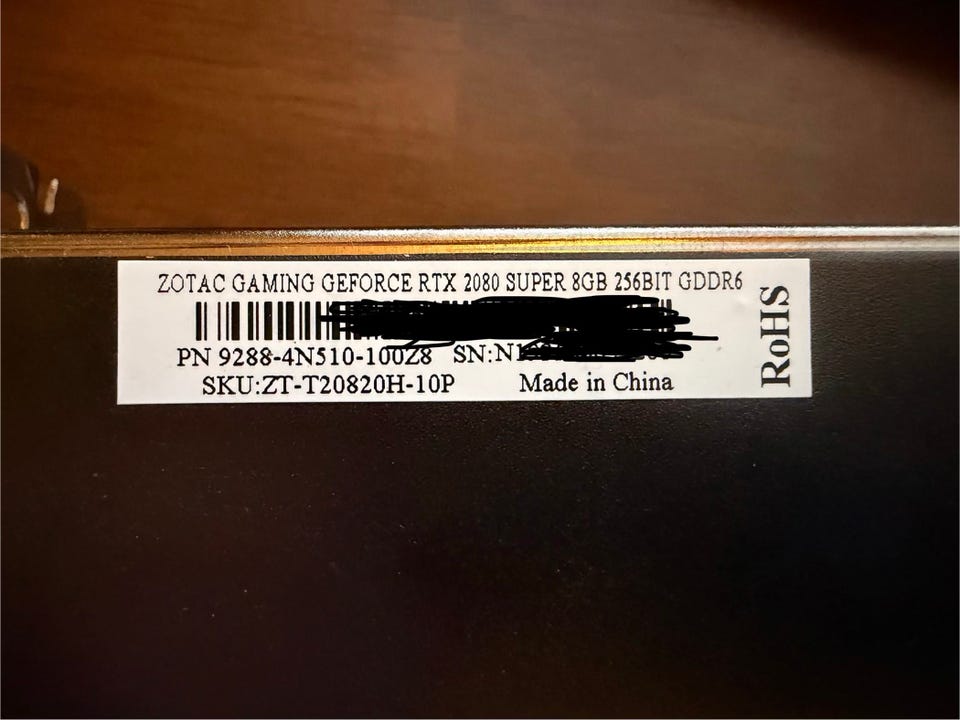 ZOTAC GAMING GEFORCE RTX 2080 SUPER 8GB 256BIT GDDR6
PN 9288-4N510-100Z8 SN:N
SKU:ZT-T20820H-10P Made in China
RoHS